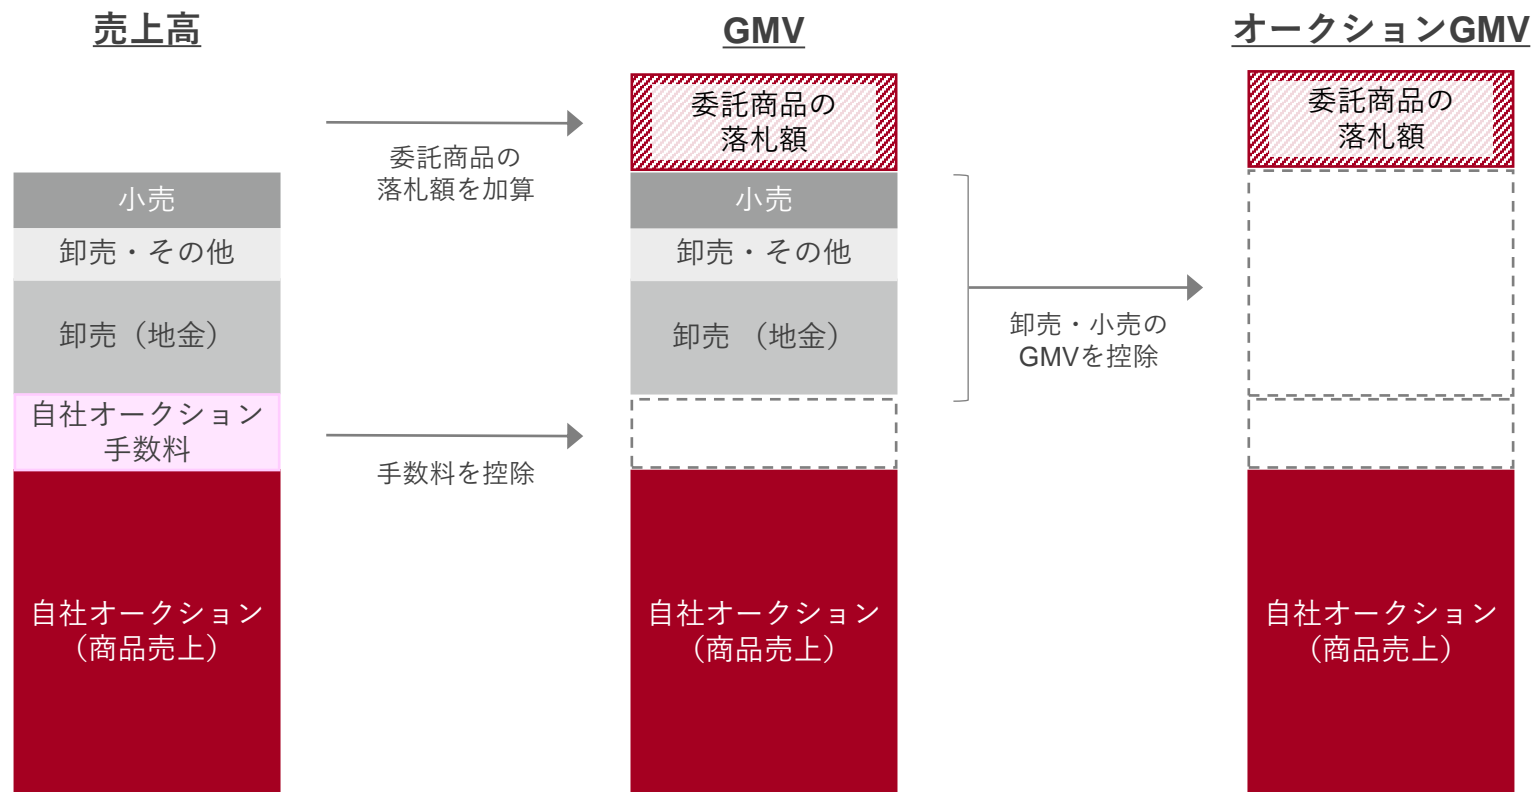 売上高
小売
卸売・その他
卸売（地金）
自社オークション
手数料
自社オークション
（商品売上）
委託商品の
落札額を加算
手数料を控除
GMV
委託商品の
落札額
小売
卸売・その他
卸売 （地金）
自社オークション
（商品売上）
卸売・小売の
GMVを控除
オークションGMV
委託商品の
落札額
自社オークション
（商品売上）